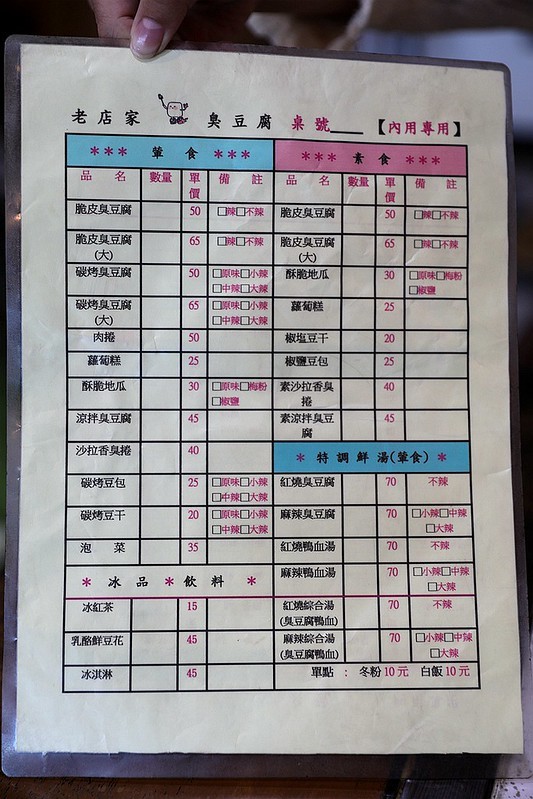 老店家 臭豆腐 桌號___ 【內用專用】
*** 葷食 ***
品名 數量 單價 備註
脆皮臭豆腐 50 □辣□不辣
脆皮臭豆腐(大) 65 □辣□不辣
碳烤臭豆腐 50 □原味□小辣
□中辣□大辣
碳烤臭豆腐(大) 65 □原味□小辣
□中辣□大辣
肉捲 50
蘿蔔糕 25
酥脆地瓜 30 □原味□梅粉
□椒鹽
涼拌臭豆腐 45
沙拉香臭捲 40
碳烤豆包 25 □原味□小辣
□中辣□大辣
碳烤豆干 20 □原味□小辣
□中辣□大辣
泡菜 35
* 冰品 * 飲料 *
冰紅茶 15
乳酪鮮豆花 45
冰淇淋 45
*** 素食 ***
品名 數量 單價 備註
脆皮臭豆腐 50 □辣□不辣
脆皮臭豆腐(大) 65 □辣□不辣
酥脆地瓜 30 □原味□梅粉
□椒鹽
蘿蔔糕 25
椒塩豆干 20
椒鹽豆包 25
素沙拉香臭捲 40
素涼拌臭豆腐 45
* 特調鮮湯(葷食) *
紅燒臭豆腐 70 不辣
麻辣臭豆腐 70 □小辣□中辣
□大辣
紅燒鴨血湯 70 不辣
麻辣鴨血湯 70 □小辣□中辣
□大辣
紅燒綜合湯 70 不辣
(臭豆腐鴨血)
麻辣綜合湯 70 □小辣□中辣
(臭豆腐鴨血) □大辣
單點 : 冬粉10元 白飯10元